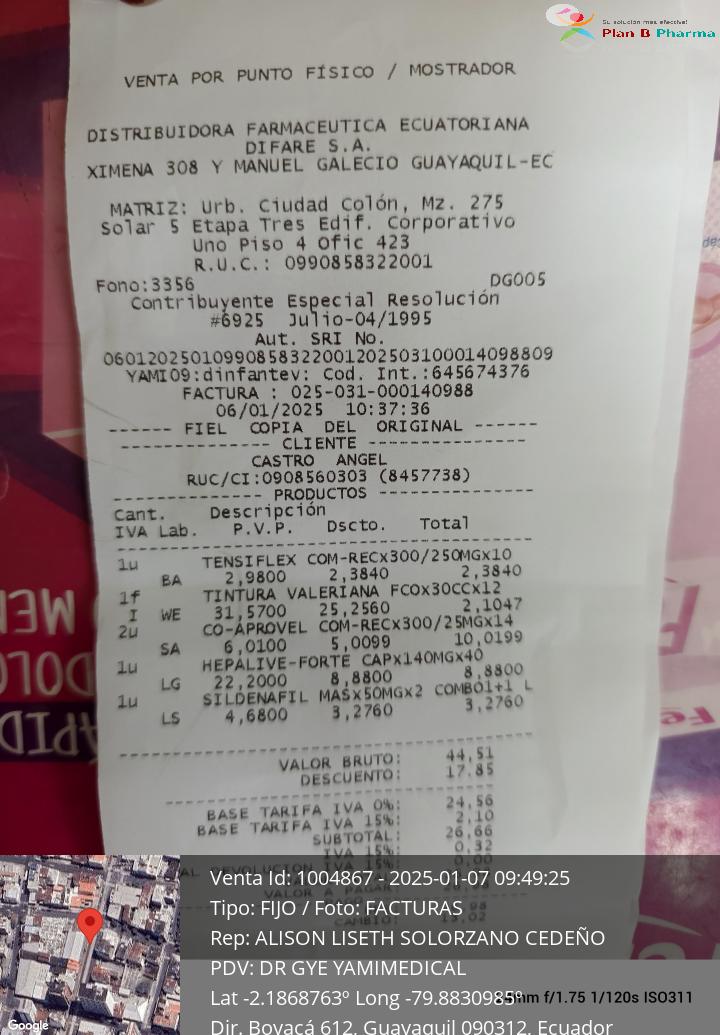 Su solución más efectiva!
Plan B Pharma
VENTA POR PUNTO FÍSICO / MOSTRADOR
DISTRIBUIDORA FARMACEUTICA ECUATORIANA
DIFARE S.A.
XIMENA 308 Y MANUEL GALECIO GUAYAQUIL-EC
MATRIZ: Urb. Ciudad Colón, Mz. 275
Solar 5 Etapa Tres Edif. Corporativo
Uno Piso 4 Ofic 423
R.U.C.: 0990858322001
Fono:3356 DG005
Contribuyente Especial Resolución
#6925 Julio-04/1995
Aut. SRI No.
0601202501099085832200120250310001409880​9
YAMI09:dinfantev: Cod. Int.:645674376
FACTURA : 025-031-000140988
06/01/2025 10:37:36
------ FIEL COPIA DEL ORIGINAL ------
-------------- CLIENTE --------------
CASTRO ANGEL
RUC/CI:0908560303 (8457738)
-------------- PRODUCTOS --------------
Cant. Descripción
IVA Lab. P.V.P. Dscto. Total
1u TENSIFLEX COM-RECx300/250MGx10
BA 2,9800 2,3840 2,3840
1f TINTURA VALERIANA FCOx30CCx12
I WE 31,5700 25,2560 2,1047
2u CO-APROVEL COM-RECx300/25MGx14
SA 6,0100 5,0099 10,0199
1u HEPALIVE-FORTE CAPx140MGx40
LG 22,2000 8,8800 8,8800
1u SILDENAFIL MASx50MGx2 COMBO1+1 L
LS 4,6800 3,2760 3,2760
VALOR BRUTO: 44,51
DESCUENTO: 17.85
BASE TARIFA IVA 0%: 24,56
BASE TARIFA IVA 15%: 2,10
SUBTOTAL: 26,66
IVA 15%: 0,32
DEVOLUCION IVA 15%: 0,00
VALOR A PAGAR:
CAMBIO:
Venta Id: 1004867 - 2025-01-07 09:49:25
Tipo: FIJO / Foto: FACTURAS
Rep: ALISON LISETH SOLORZANO CEDEÑO
PDV: DR GYE YAMIMEDICAL
Lat -2.1868763º Long
mm f/1.75 1/120s ISO311
Dir. Boyacá 612, Guayaquil 090312, Ecuador
Google